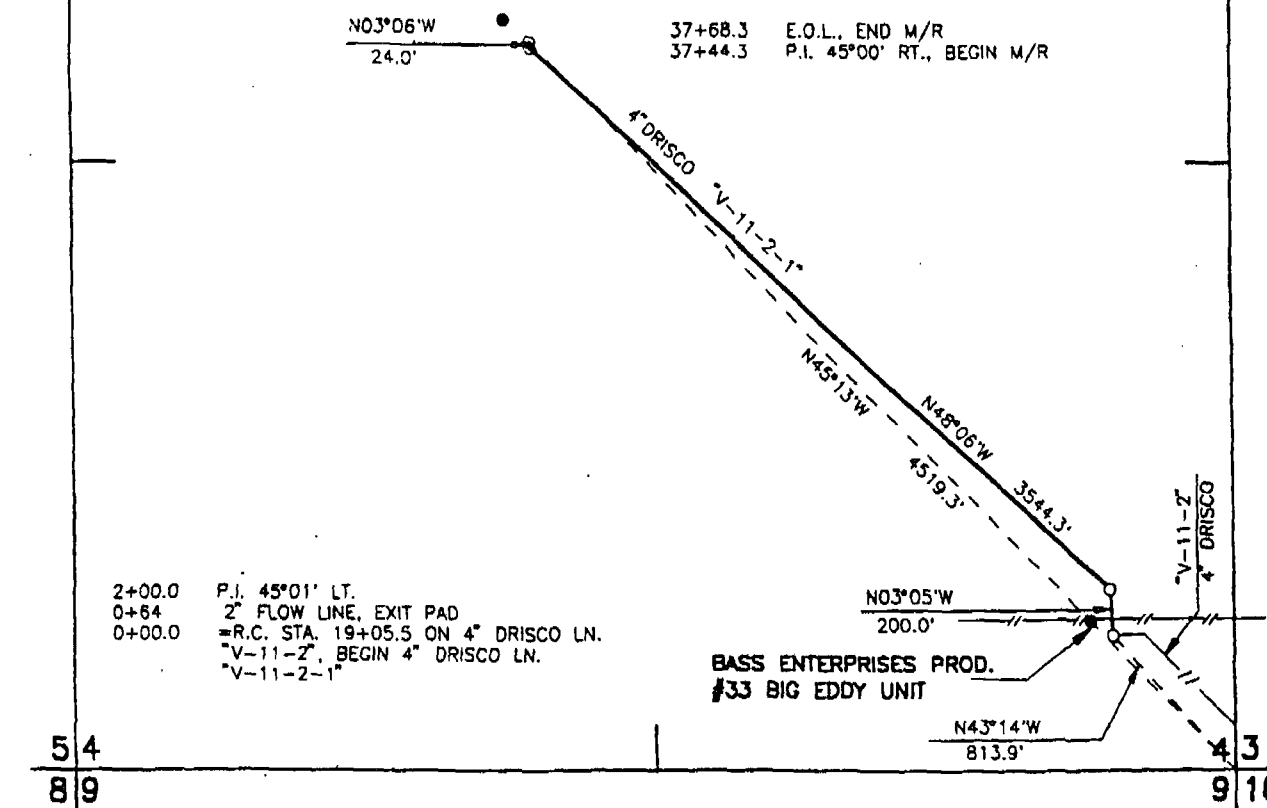 N03°06'W
24.0'
37+68.3 E.O.L., END M/R
37+44.3 P.I. 45°00' RT., BEGIN M/R
4" DRISCO "V-11-2-1"
N45°13'W
4519.3'
N48°06'W
3544.3'
"V-11-2"
4" DRISCO
2+00.0 P.I. 45°01' LT.
0+64 2" FLOW LINE, EXIT PAD
0+00.0 =R.C. STA. 19+05.5 ON 4" DRISCO LN.
"V-11-2", BEGIN 4" DRISCO LN.
"V-11-2-1"
N03°05'W
200.0'
BASS ENTERPRISES PROD.
#33 BIG EDDY UNIT
N43°14'W
813.9'
5 4
8 9
4 3
9 10